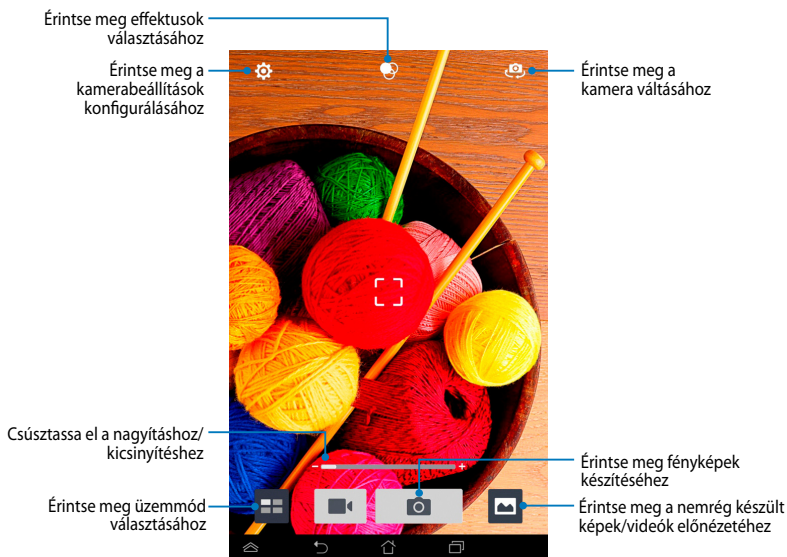 Érintse meg effektusok
választásához
Érintse meg a
kamerabeállítások
konfigurálásához
Érintse meg a
kamera váltásához
Csúsztassa el a nagyításhoz/
kicsinyítéshez
Érintse meg üzemmód
választásához
Érintse meg fényképek
készítéséhez
Érintse meg a nemrég készült
képek/videók előnézetéhez